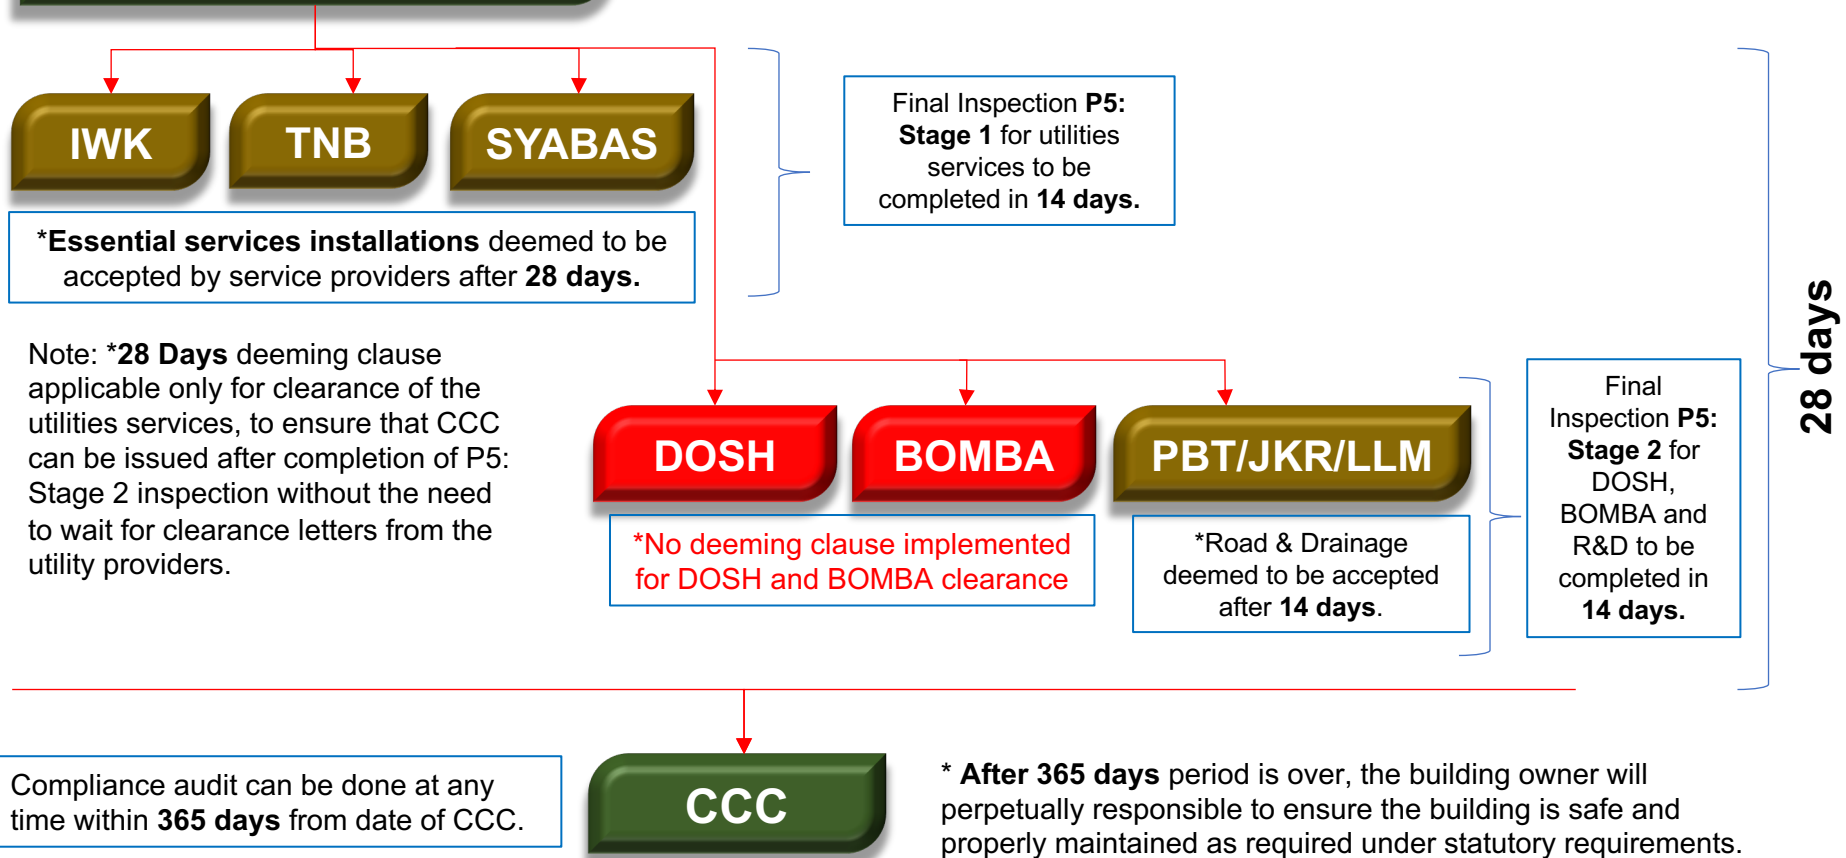 IWK
TNB
SYABAS
Final Inspection P5:
Stage 1 for utilities
services to be
completed in 14 days.
*Essential services installations deemed to be
accepted by service providers after 28 days.
28 days
Note: *28 Days deeming clause
applicable only for clearance of the
utilities services, to ensure that CCC
can be issued after completion of P5:
Stage 2 inspection without the need
to wait for clearance letters from the
utility providers.
DOSH
BOMBA
PBT/JKR/LLM
*No deeming clause implemented
for DOSH and BOMBA clearance
*Road & Drainage
deemed to be accepted
after 14 days.
Final
Inspection P5:
Stage 2 for
DOSH,
BOMBA and
R&D to be
completed in
14 days.
Compliance audit can be done at any
time within 365 days from date of CCC.
CCC
* After 365 days period is over, the building owner will
perpetually responsible to ensure the building is safe and
properly maintained as required under statutory requirements.